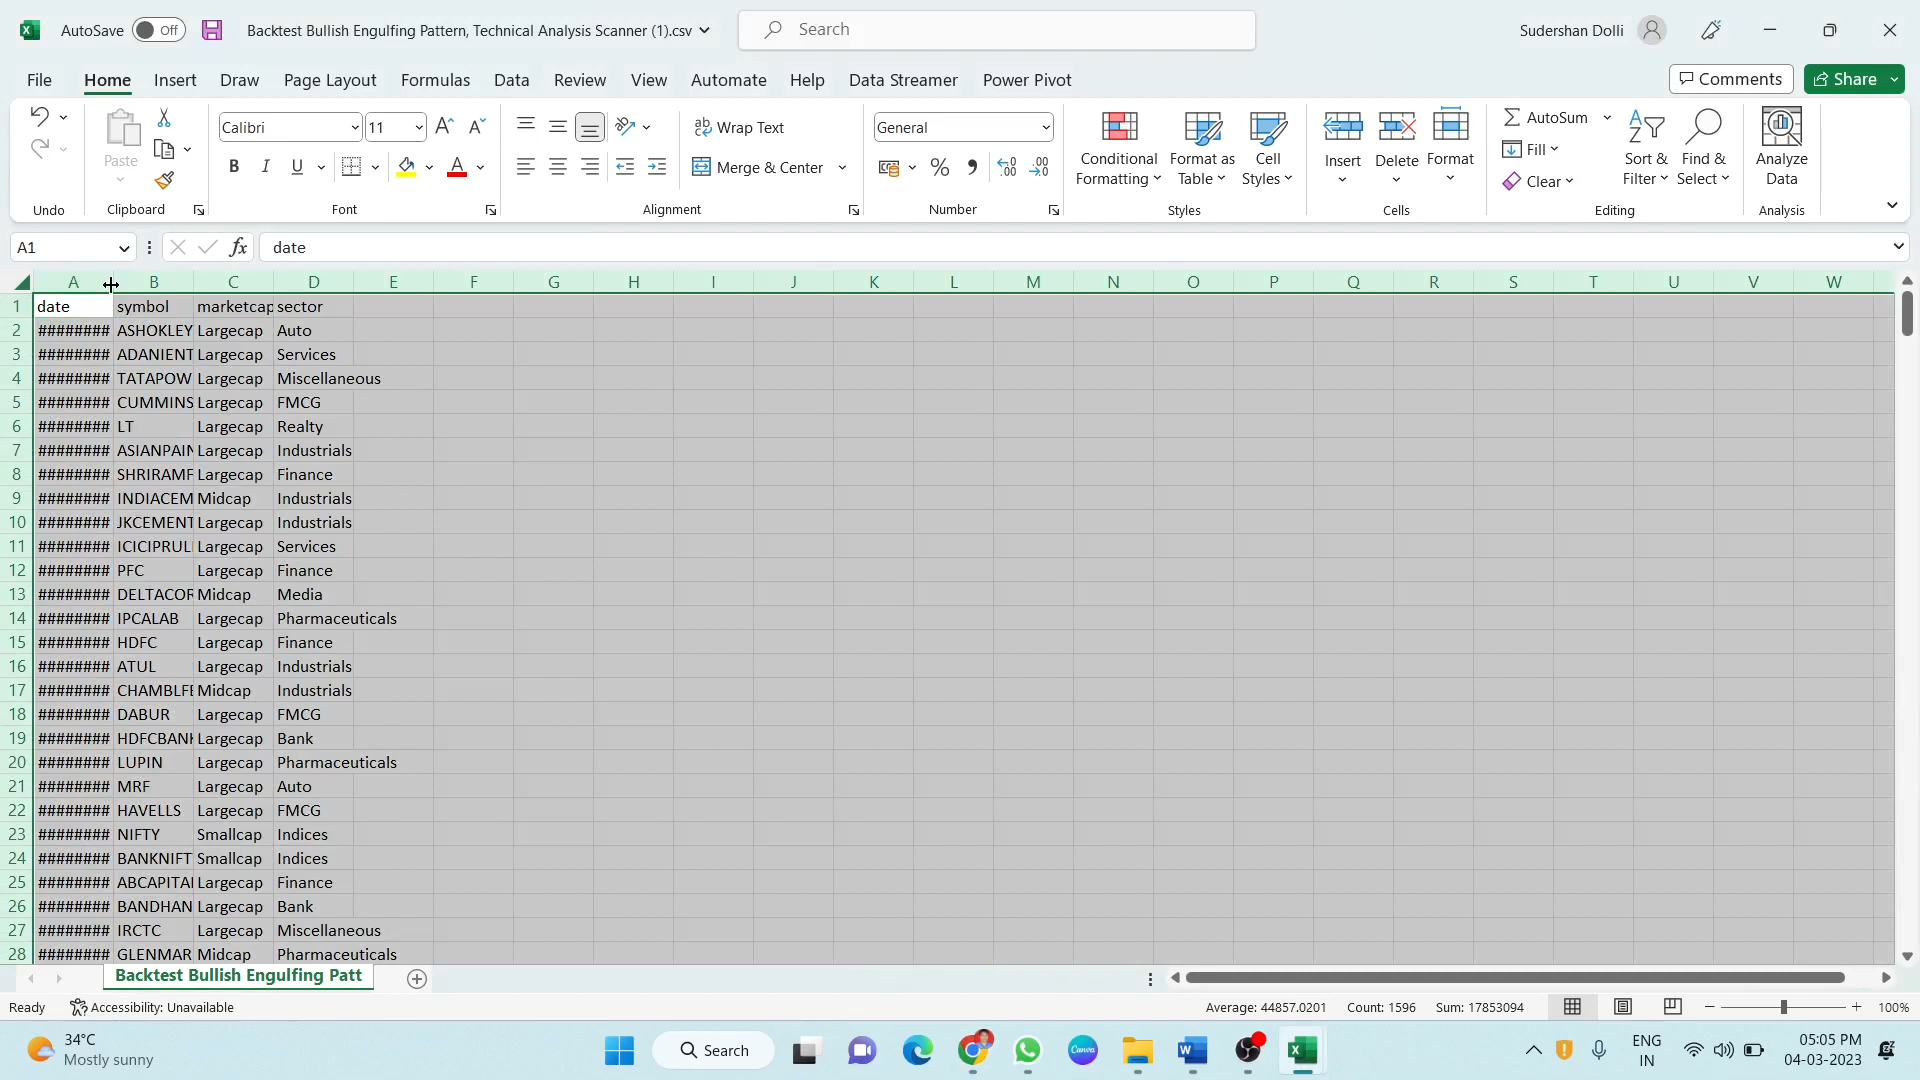 AutoSave Off Backtest Bullish Engulfing Pattern, Technical Analysis Scanner (1).csv Search Sudershan Dolli
File Home Insert Draw Page Layout Formulas Data Review View Automate Help Data Streamer Power Pivot Comments Share
Paste
Calibri 11
Wrap Text
Merge & Center
General
Conditional Formatting
Format as Table
Cell Styles
Insert Delete Format
AutoSum
Fill
Clear
Sort & Filter
Find & Select
Analyze Data
Undo Clipboard Font Alignment Number Styles Cells Editing Analysis
A1 fx date
A B C D E F G H I J K L M N O P Q R S T U V W
1 date symbol marketcap sector
2 ######## ASHOKLEY Largecap Auto
3 ######## ADANIENT Largecap Services
4 ######## TATAPOW Largecap Miscellaneous
5 ######## CUMMINS Largecap FMCG
6 ######## LT Largecap Realty
7 ######## ASIANPAIN Largecap Industrials
8 ######## SHRIRAMF Largecap Finance
9 ######## INDIACEM Midcap Industrials
10 ######## JKCEMENT Largecap Industrials
11 ######## ICICIPRULI Largecap Services
12 ######## PFC Largecap Finance
13 ######## DELTACOR Midcap Media
14 ######## IPCALAB Largecap Pharmaceuticals
15 ######## HDFC Largecap Finance
16 ######## ATUL Largecap Industrials
17 ######## CHAMBLFE Midcap Industrials
18 ######## DABUR Largecap FMCG
19 ######## HDFCBANK Largecap Bank
20 ######## LUPIN Largecap Pharmaceuticals
21 ######## MRF Largecap Auto
22 ######## HAVELLS Largecap FMCG
23 ######## NIFTY Smallcap Indices
24 ######## BANKNIFT Smallcap Indices
25 ######## ABCAPITAL Largecap Finance
26 ######## BANDHAN Largecap Bank
27 ######## IRCTC Largecap Miscellaneous
28 ######## GLENMAR Midcap Pharmaceuticals
Backtest Bullish Engulfing Patt
Ready Accessibility: Unavailable Average: 44857.0201 Count: 1596 Sum: 17853094 100%
34°C
Mostly sunny
Search
ENG
IN
05:05 PM
04-03-2023